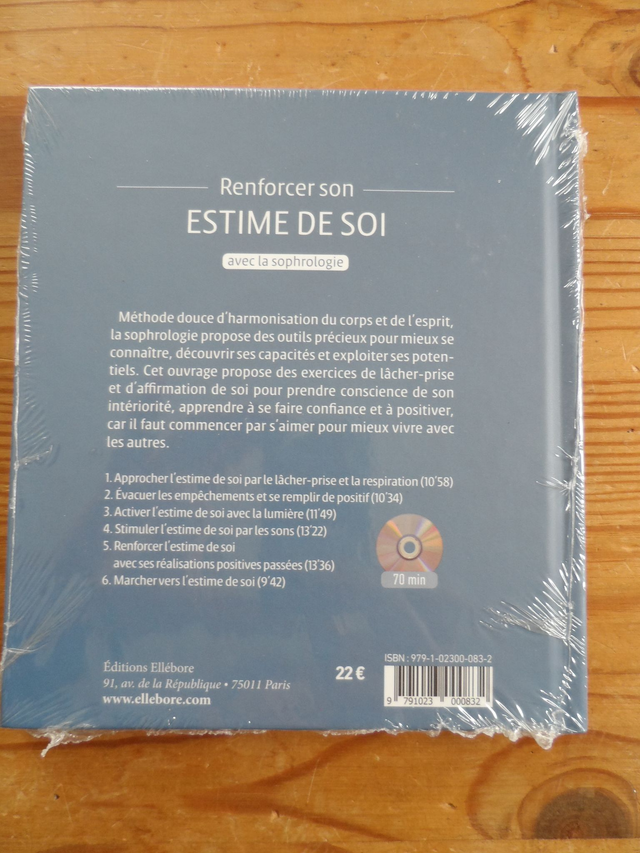 Renforcer son
ESTIME DE SOI
avec la sophrologie
Méthode douce d'harmonisation du corps et de l'esprit,
la sophrologie propose des outils précieux pour mieux se
connaître, découvrir ses capacités et exploiter ses poten-
tiels. Cet ouvrage propose des exercices de lâcher-prise
et d'affirmation de soi pour prendre conscience de son
intériorité, apprendre à se faire confiance et à positiver,
car il faut commencer par s'aimer pour mieux vivre avec
les autres.
1. Approcher l'estime de soi par le lâcher-prise et la respiration (10'58)
2. Évacuer les empêchements et se remplir de positif (10'34)
3. Activer l'estime de soi avec la lumière (11'49)
4. Stimuler l'estime de soi par les sons (13'22)
5. Renforcer l'estime de soi
avec ses réalisations positives passées (13'36)
6. Marcher vers l'estime de soi (9'42)
70 min
Éditions Ellébore
91, av. de la République • 75011 Paris
www.ellebore.com
22 €
ISBN : 979-1-02300-083-2
9 791023 000832